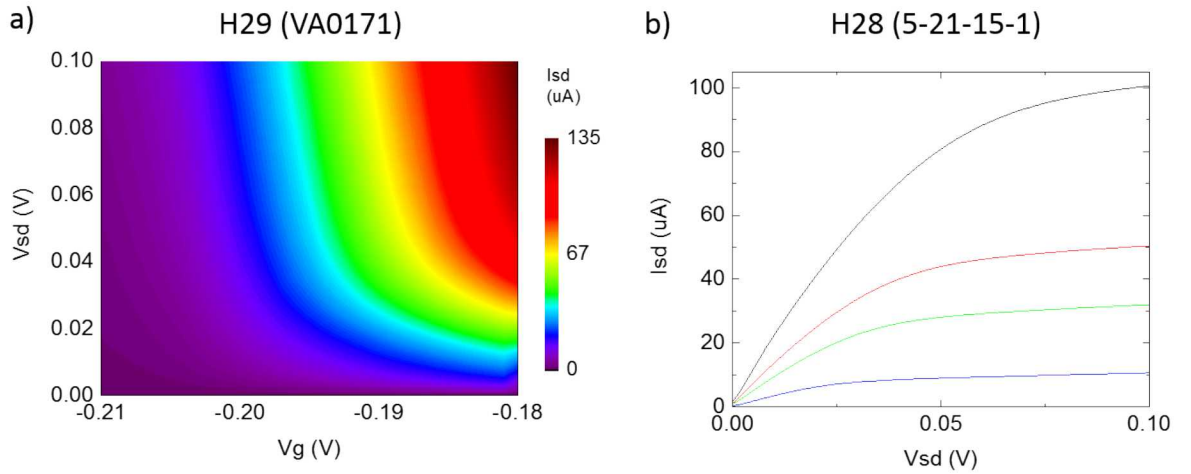 a)
H29 (VA0171)
Vsd (V)
0.10
0.08
0.06
0.04
0.02
0.00
-0.21
-0.20
-0.19
-0.18
Vg (V)
Isd
(uA)
135
67
0
b)
H28 (5-21-15-1)
Isd (uA)
100
80
60
40
20
0
0.00
0.05
0.10
Vsd (V)